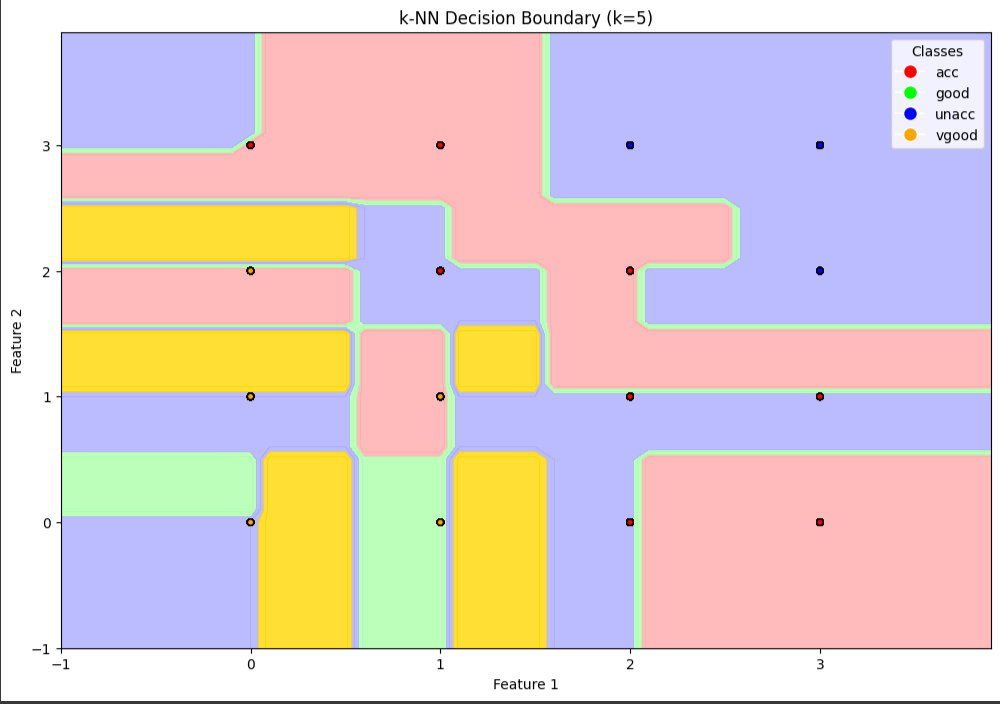 k-NN Decision Boundary (k=5)
Classes
acc
good
unacc
vgood
3
2
1
0
−1
Feature 2
−1 0 1 2 3
Feature 1